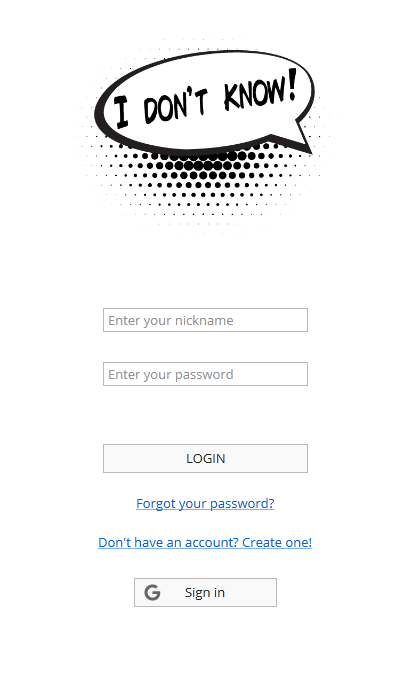 I DON'T KNOW!
Enter your nickname
Enter your password
LOGIN
Forgot your password?
Don't have an account? Create one!
G Sign in